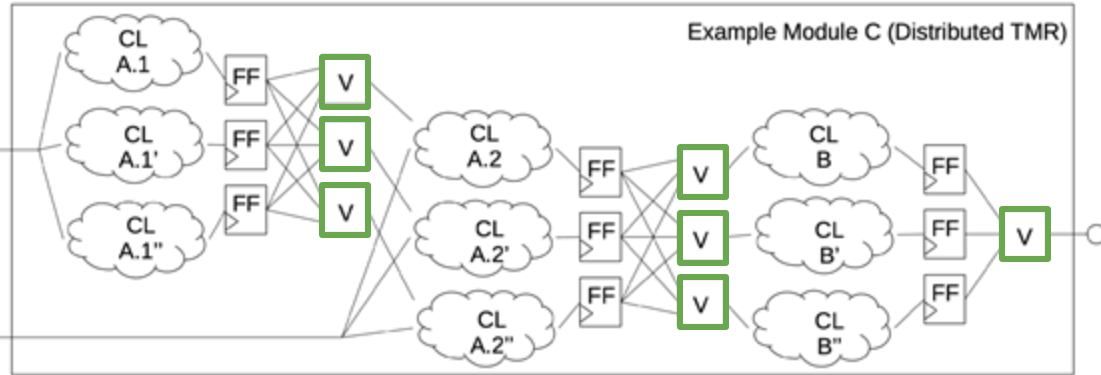 Example Module C (Distributed TMR)
CL
A.1
FF
V
CL
A.1'
FF
V
CL
A.1"
FF
V
CL
A.2
FF
V
CL
A.2'
FF
V
CL
A.2"
FF
V
CL
B
FF
CL
B'
FF
V
CL
B"
FF